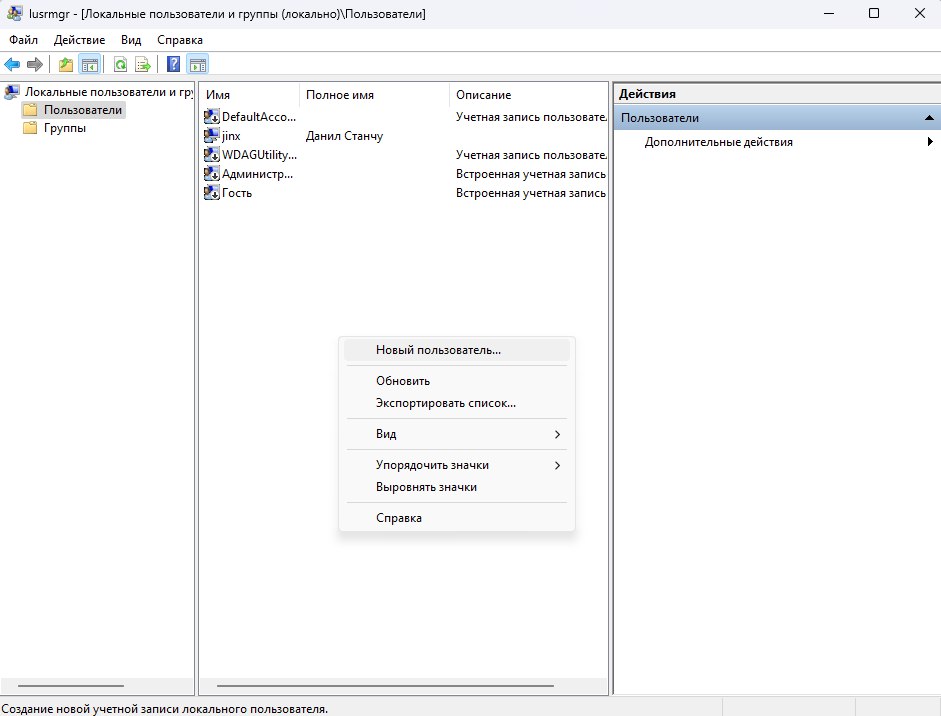 lusrmgr - [Локальные пользователи и группы (локально)\Пользователи]
Файл Действие Вид Справка
Локальные пользователи и гру
Пользователи
Группы
Имя Полное имя Описание
DefaultAcco... Учетная запись пользовате
jinx Данил Станчу
WDAGUtility... Учетная запись пользовате
Администр... Встроенная учетная запись
Гость Встроенная учетная запись
Новый пользователь...
Обновить
Экспортировать список...
Вид
Упорядочить значки
Выровнять значки
Справка
Действия
Пользователи
Дополнительные действия
Создание новой учетной записи локального пользователя.